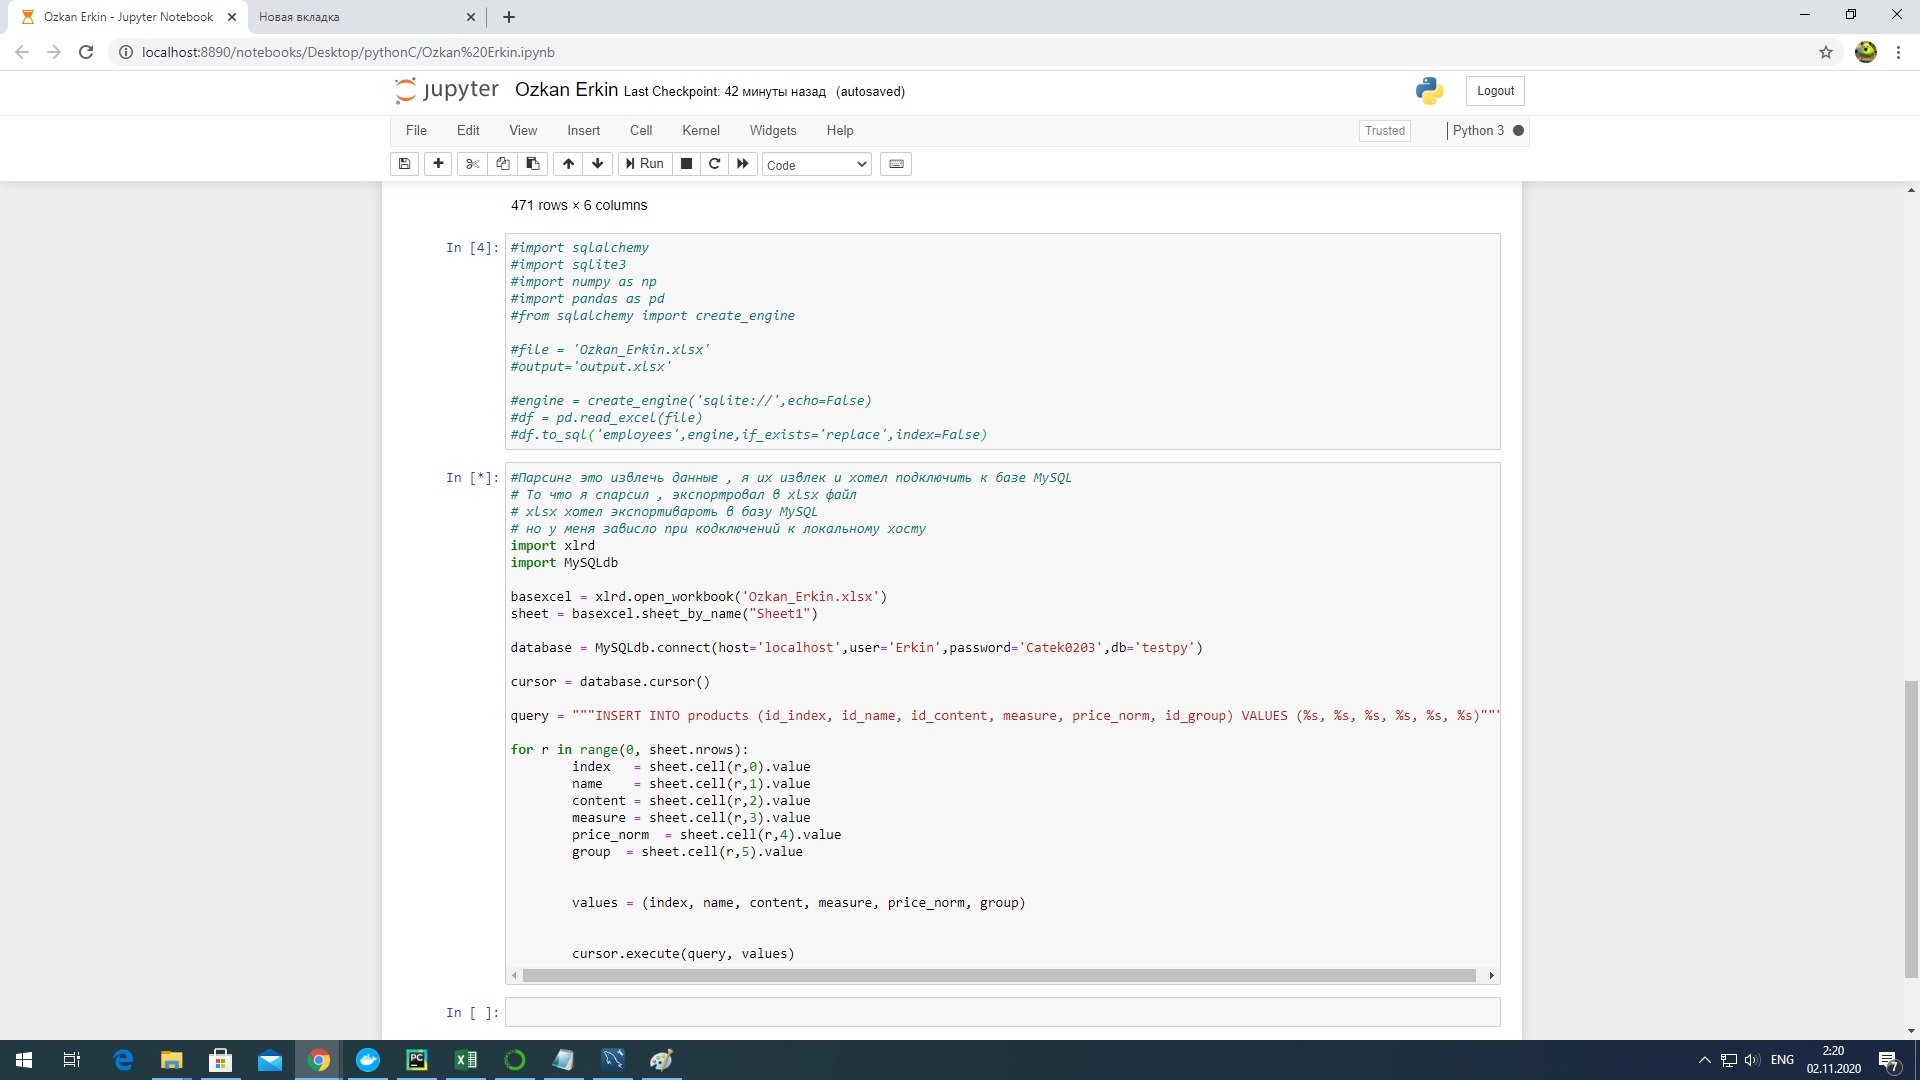 Ozkan Erkin - Jupyter Notebook
Новая вкладка
localhost:8890/notebooks/Desktop/pythonC/Ozkan%20Erkin.ipynb
jupyter Ozkan Erkin Last Checkpoint: 42 минуты назад (autosaved)
Logout
File Edit View Insert Cell Kernel Widgets Help
Trusted Python 3
Run Code
471 rows × 6 columns
In [4]:
#import sqlalchemy
#import sqlite3
#import numpy as np
#import pandas as pd
#from sqlalchemy import create_engine
#file = 'Ozkan_Erkin.xlsx'
#output='output.xlsx'
#engine = create_engine('sqlite://',echo=False)
#df = pd.read_excel(file)
#df.to_sql('employees',engine,if_exists='replace',index=False)
In [*]:
#Парсинг это извлечь данные , я их извлек и хотел подключить к базе MySQL
# То что я спарсил , экспортровал в xlsx файл
# xlsx хотел экспортивароть в базу MySQL
# но у меня зависло при кодключений к локальному хосту
import xlrd
import MySQLdb
basexcel = xlrd.open_workbook('Ozkan_Erkin.xlsx')
sheet = basexcel.sheet_by_name("Sheet1")
database = MySQLdb.connect(host='localhost',user='Erkin',password='Catek0203',db='testpy')
cursor = database.cursor()
query = """INSERT INTO products (id_index, id_name, id_content, measure, price_norm, id_group) VALUES (%s, %s, %s, %s, %s, %s)"""
for r in range(0, sheet.nrows):
index = sheet.cell(r,0).value
name = sheet.cell(r,1).value
content = sheet.cell(r,2).value
measure = sheet.cell(r,3).value
price_norm = sheet.cell(r,4).value
group = sheet.cell(r,5).value
values = (index, name, content, measure, price_norm, group)
cursor.execute(query, values)
In [ ]:
PC
ENG
2:20
02.11.2020
7